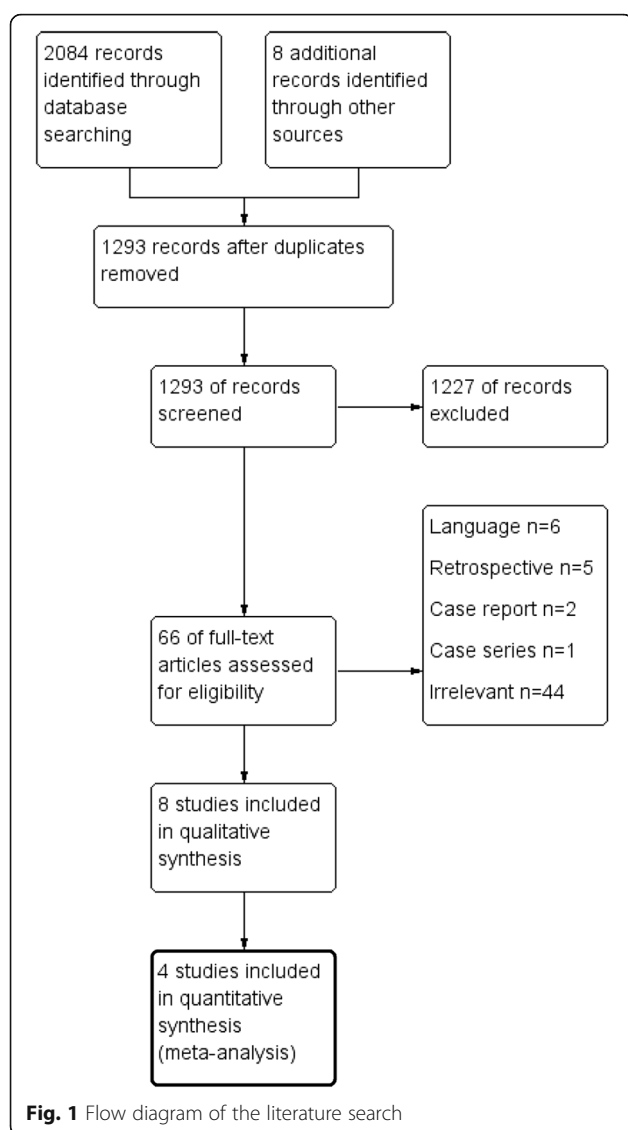 2084 records
identified through
database
searching
8 additional
records identified
through other
sources
1293 records after duplicates
removed
1293 of records
screened
1227 of records
excluded
Language n=6
Retrospective n=5
Case report n=2
Case series n=1
Irrelevant n=44
66 of full-text
articles assessed
for eligibility
8 studies included
in qualitative
synthesis
4 studies included
in quantitative
synthesis
(meta-analysis)
Fig. 1 Flow diagram of the literature search